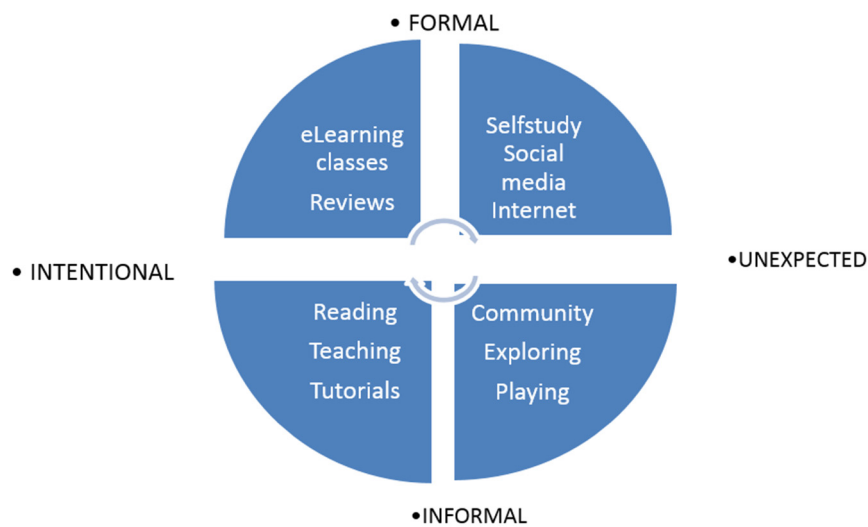 • FORMAL
eLearning
classes
Reviews
Selfstudy
Social
media
Internet
• INTENTIONAL
•UNEXPECTED
Reading
Teaching
Tutorials
Community
Exploring
Playing
•INFORMAL